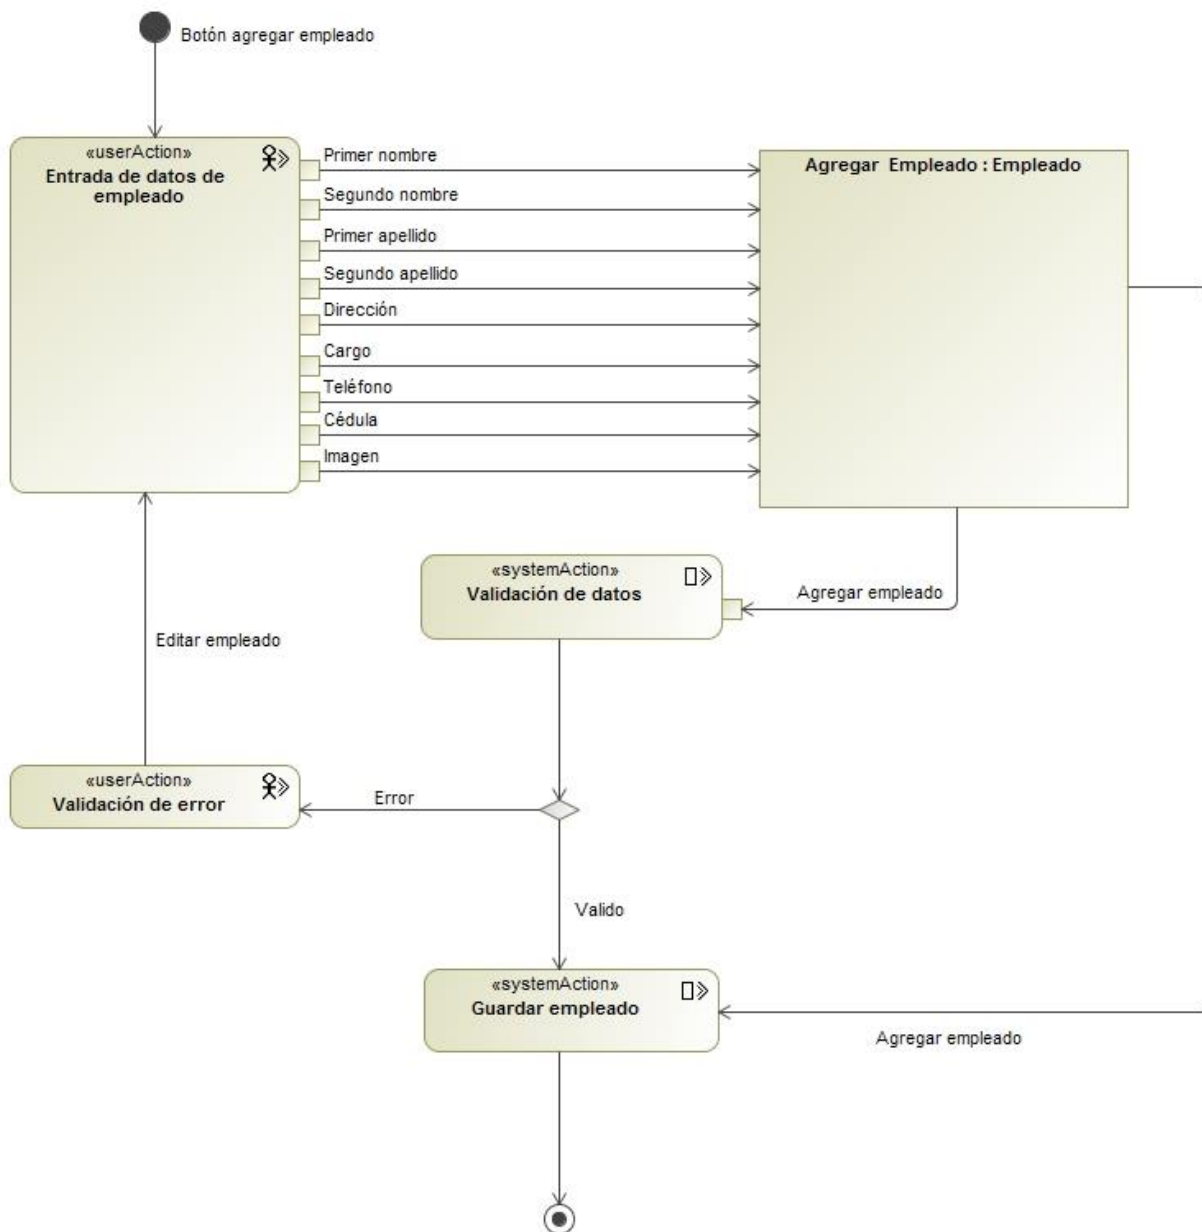 Botón agregar empleado
«userAction»
Entrada de datos de
empleado
Primer nombre
Segundo nombre
Primer apellido
Segundo apellido
Dirección
Cargo
Teléfono
Cédula
Imagen
Agregar Empleado : Empleado
«systemAction»
Validación de datos
Agregar empleado
Editar empleado
«userAction»
Validación de error
Error
Valido
«systemAction»
Guardar empleado
Agregar empleado